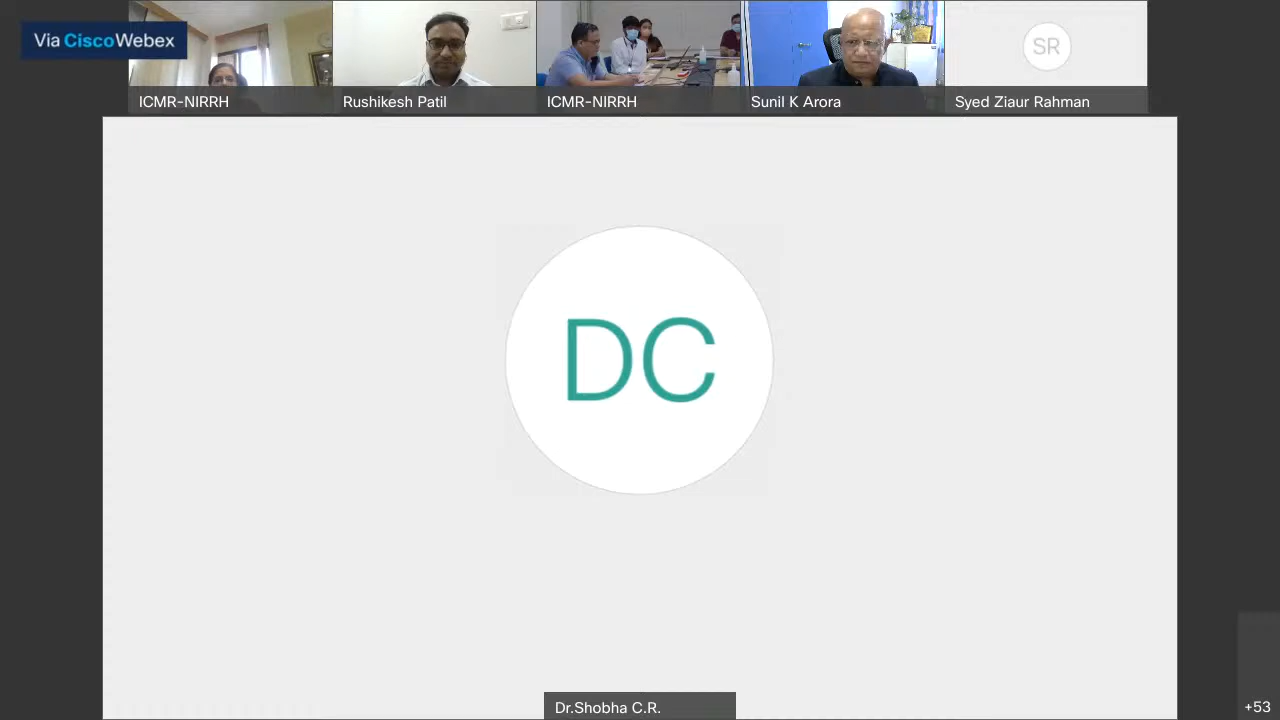 Via CiscoWebex
ICMR-NIRRH
Rushikesh Patil
ICMR-NIRRH
Sunil K Arora
SR
Syed Ziaur Rahman
DC
Dr.Shobha C.R.
+53